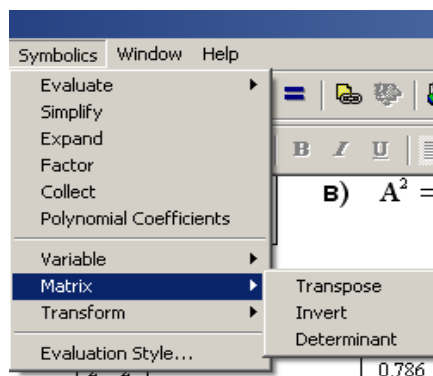 Symbolics Window Help
Evaluate
Simplify
Expand
Factor
Collect
Polynomial Coefficients
Variable
Matrix
Transform
Evaluation Style...
Transpose
Invert
Determinant
B I U
в) A² =
0.786